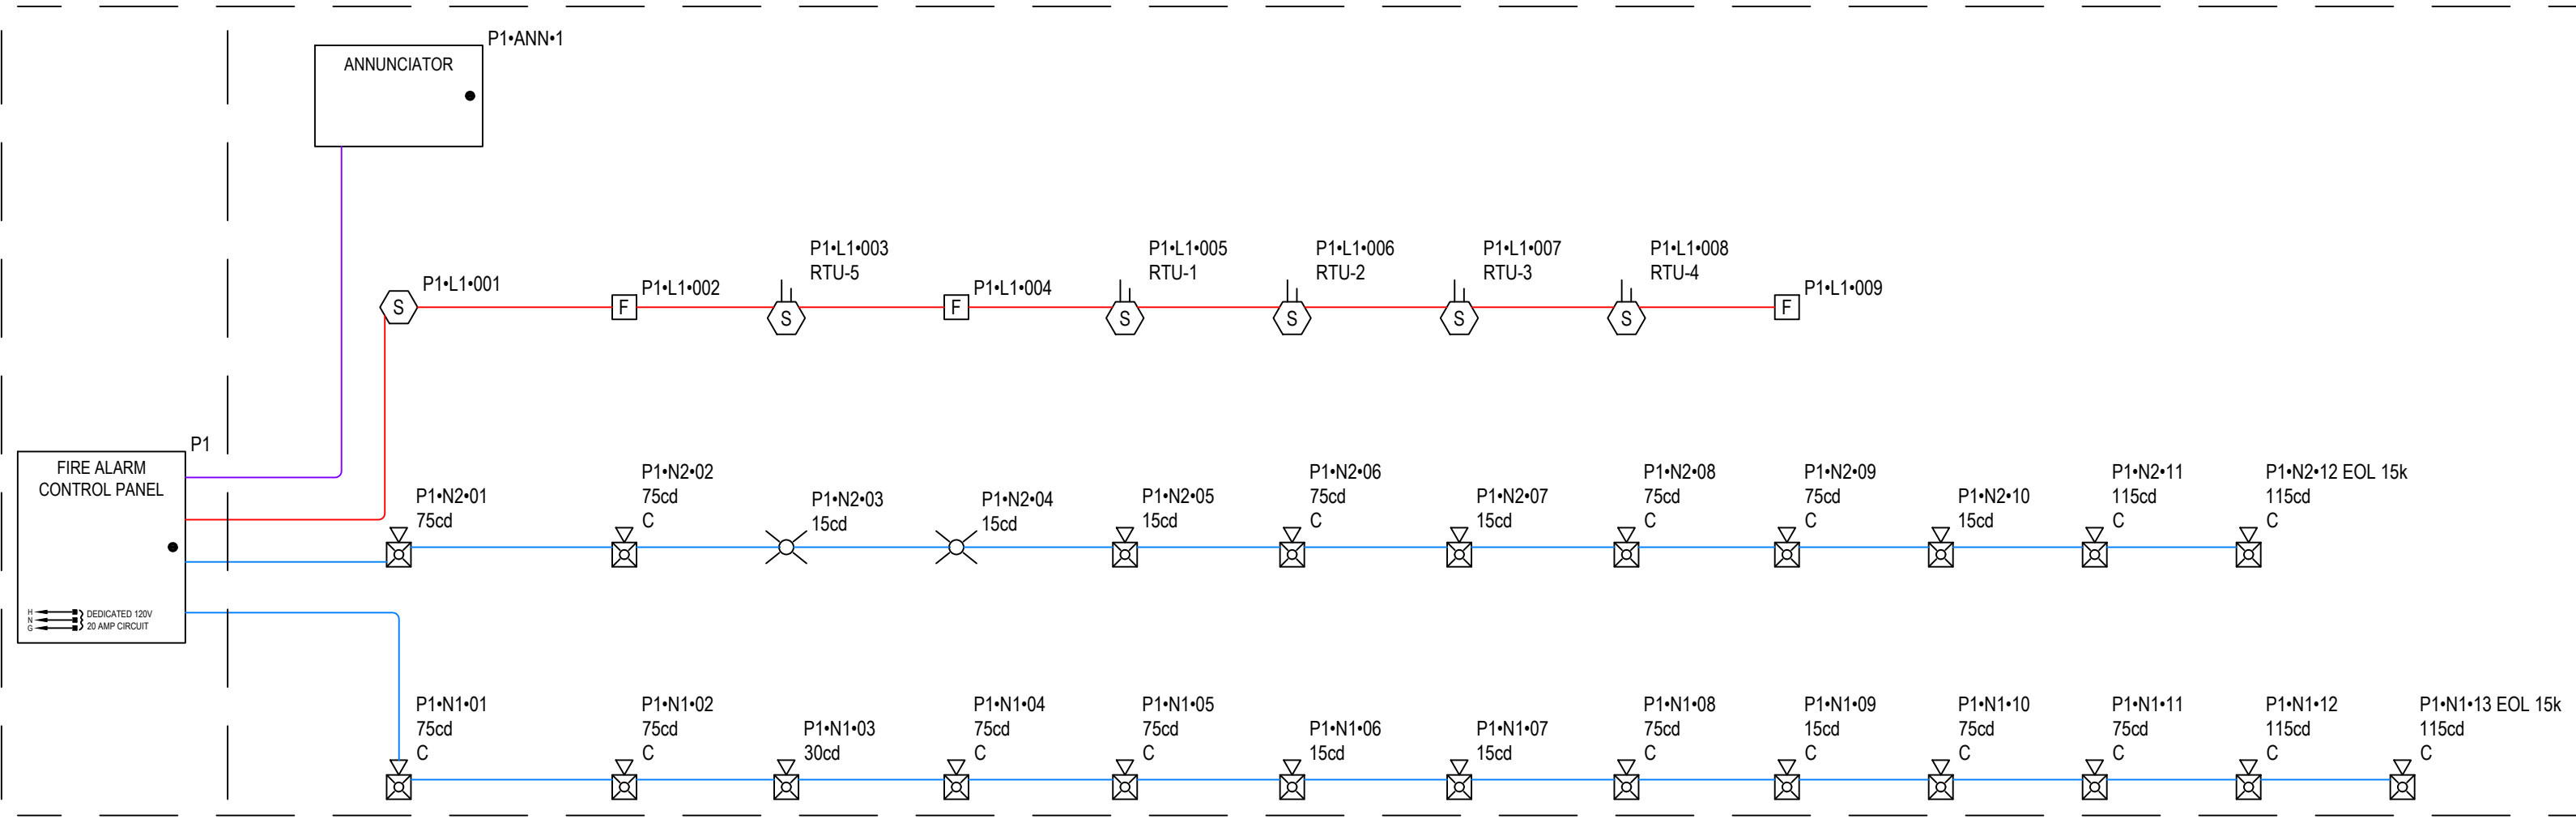 P1•ANN•1
ANNUNCIATOR
P1•L1•001
S
P1•L1•002
F
P1•L1•003
RTU-5
S
P1•L1•004
F
P1•L1•005
RTU-1
S
P1•L1•006
RTU-2
S
P1•L1•007
RTU-3
S
P1•L1•008
RTU-4
S
P1•L1•009
F
P1
FIRE ALARM
CONTROL PANEL
H
N
G
DEDICATED 120V
20 AMP CIRCUIT
P1•N2•01
75cd
P1•N2•02
75cd
C
P1•N2•03
15cd
P1•N2•04
15cd
P1•N2•05
15cd
P1•N2•06
75cd
C
P1•N2•07
15cd
P1•N2•08
75cd
C
P1•N2•09
75cd
C
P1•N2•10
15cd
P1•N2•11
115cd
C
P1•N2•12 EOL 15k
115cd
C
P1•N1•01
75cd
C
P1•N1•02
75cd
C
P1•N1•03
30cd
P1•N1•04
75cd
C
P1•N1•05
75cd
C
P1•N1•06
15cd
P1•N1•07
15cd
P1•N1•08
75cd
C
P1•N1•09
15cd
C
P1•N1•10
75cd
C
P1•N1•11
75cd
C
P1•N1•12
115cd
C
P1•N1•13 EOL 15k
115cd
C